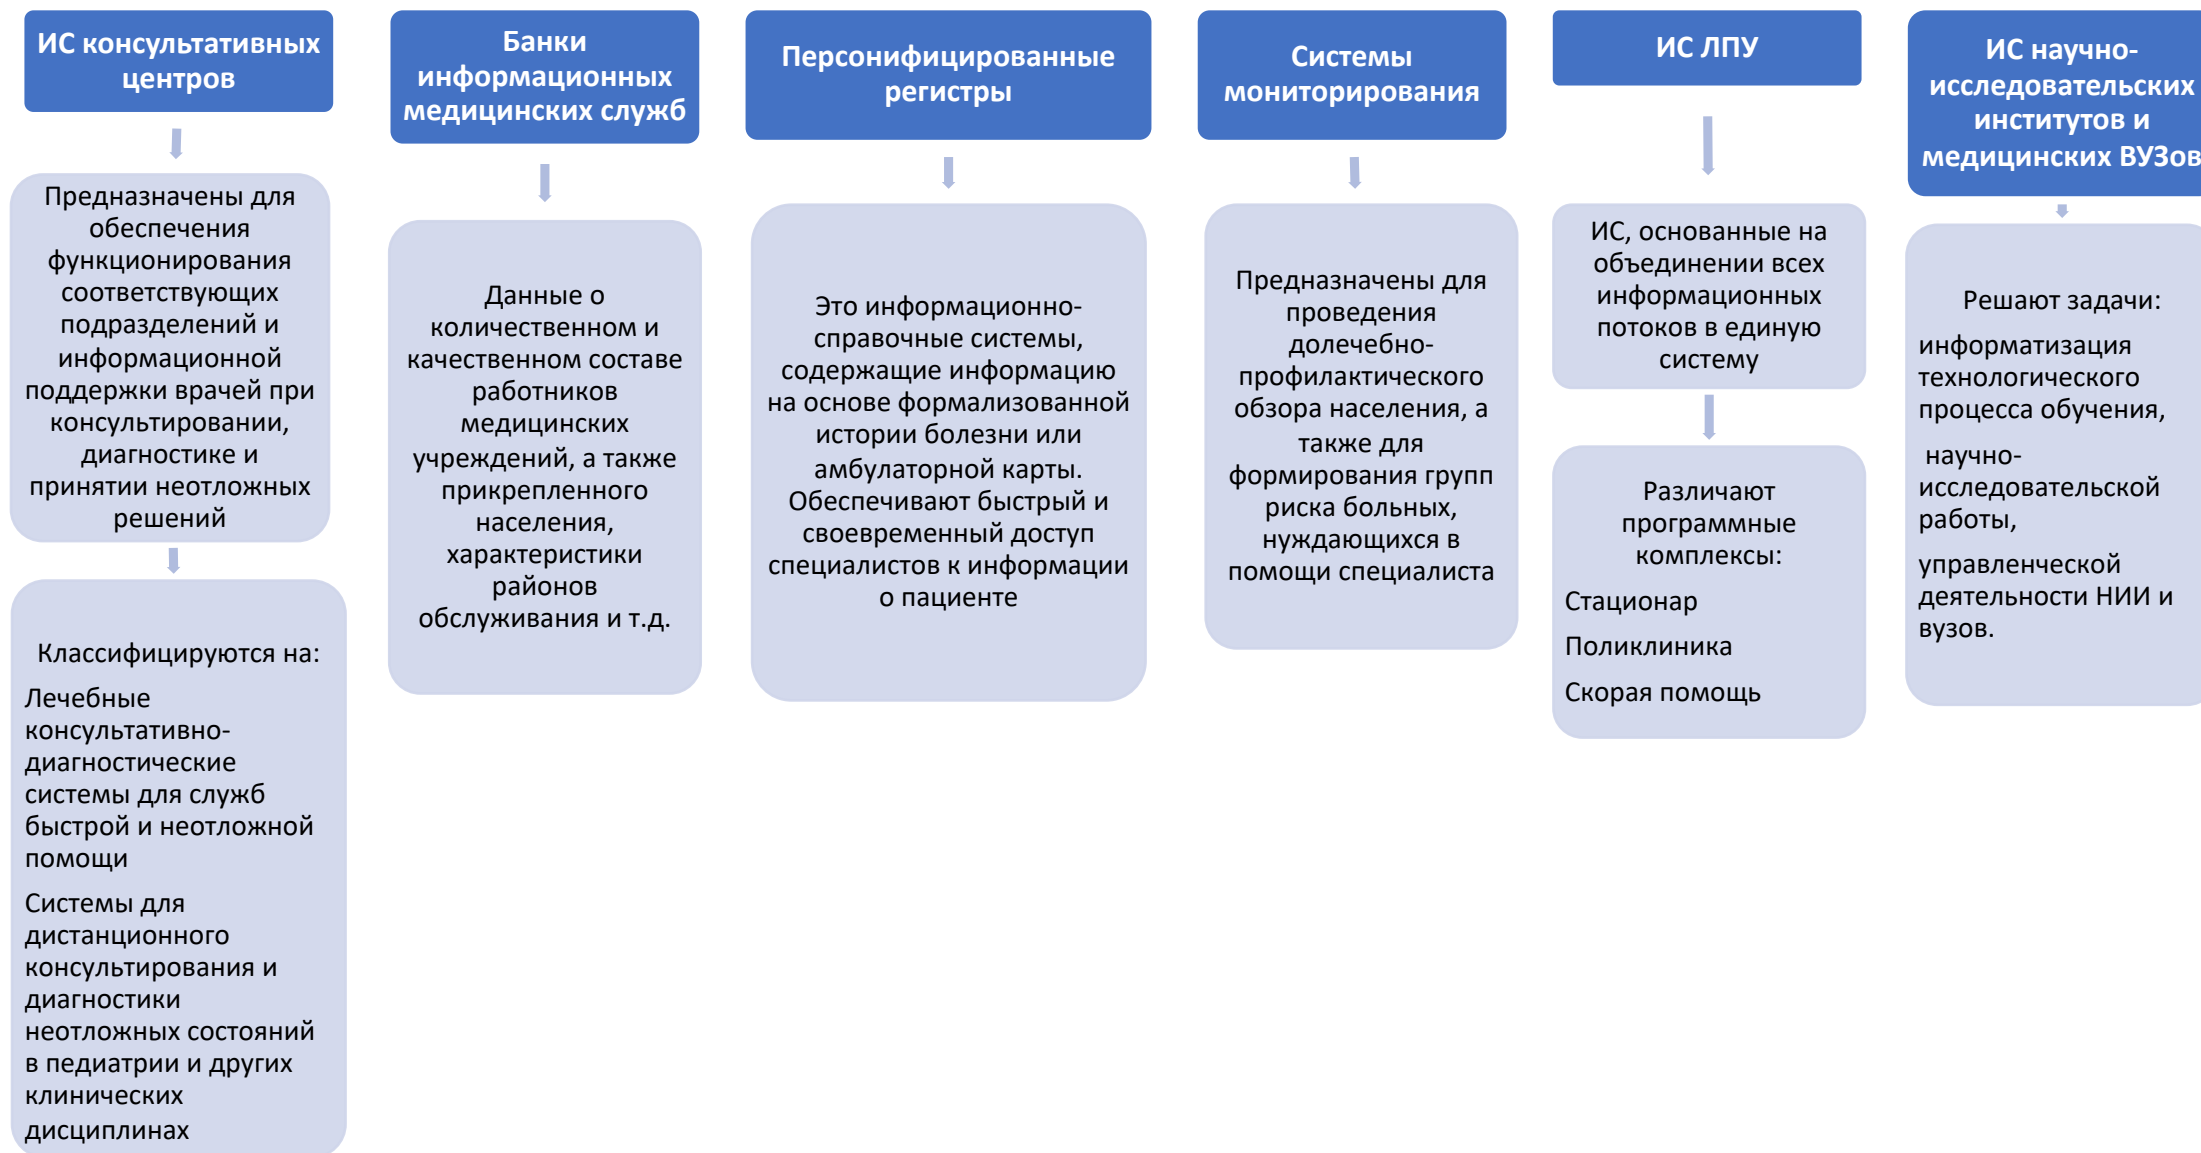 ИС консультативных
центров
Предназначены для
обеспечения
функционирования
соответствующих
подразделений и
информационной
поддержки врачей при
консультировании,
диагностике и
принятии неотложных
решений
Классифицируются на:
Лечебные
консультативно-
диагностические
системы для служб
быстрой и неотложной
помощи
Системы для
дистанционного
консультирования и
диагностики
неотложных состояний
в педиатрии и других
клинических
дисциплинах
Банки
информационных
медицинских служб
Данные о
количественном и
качественном составе
работников
медицинских
учреждений, а также
прикрепленного
населения,
характеристики
районов
обслуживания и т.д.
Персонифицированные
регистры
Это информационно-
справочные системы,
содержащие информацию
на основе формализованной
истории болезни или
амбулаторной карты.
Обеспечивают быстрый и
своевременный доступ
специалистов к информации
о пациенте
Системы
мониторирования
Предназначены для
проведения
долечебно-
профилактического
обзора населения, а
также для
формирования групп
риска больных,
нуждающихся в
помощи специалиста
ИС ЛПУ
ИС, основанные на
объединении всех
информационных
потоков в единую
систему
Различают
программные
комплексы:
Стационар
Поликлиника
Скорая помощь
ИС научно-
исследовательских
институтов и
медицинских ВУЗов
Решают задачи:
информатизация
технологического
процесса обучения,
научно-
исследовательской
работы,
управленческой
деятельности НИИ и
вузов.